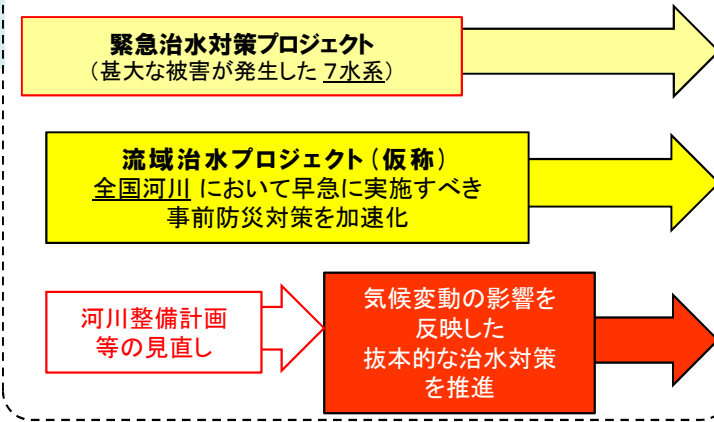 緊急治水対策プロジェクト
（甚大な被害が発生した 7水系）
流域治水プロジェクト（仮称）
全国河川 において早急に実施すべき
事前防災対策を加速化
河川整備計画
等の見直し
気候変動の影響を
反映した
抜本的な治水対策
を推進